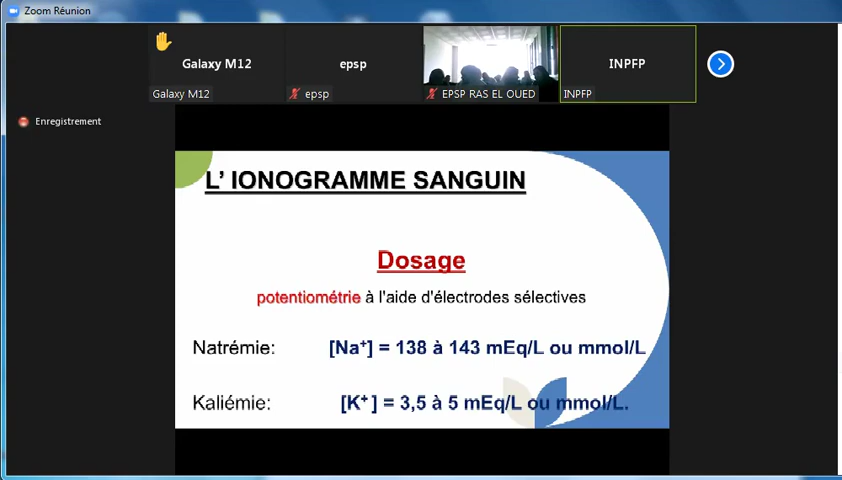 Zoom Réunion
Galaxy M12
epsp
INPFP
Galaxy M12
epsp
EPSP RAS EL OUED
INPFP
Enregistrement
L' IONOGRAMME SANGUIN
Dosage
potentiométrie à l'aide d'électrodes sélectives
Natrémie: [Na⁺] = 138 à 143 mEq/L ou mmol/L
Kaliémie: [K⁺ ] = 3,5 à 5 mEq/L ou mmol/L.